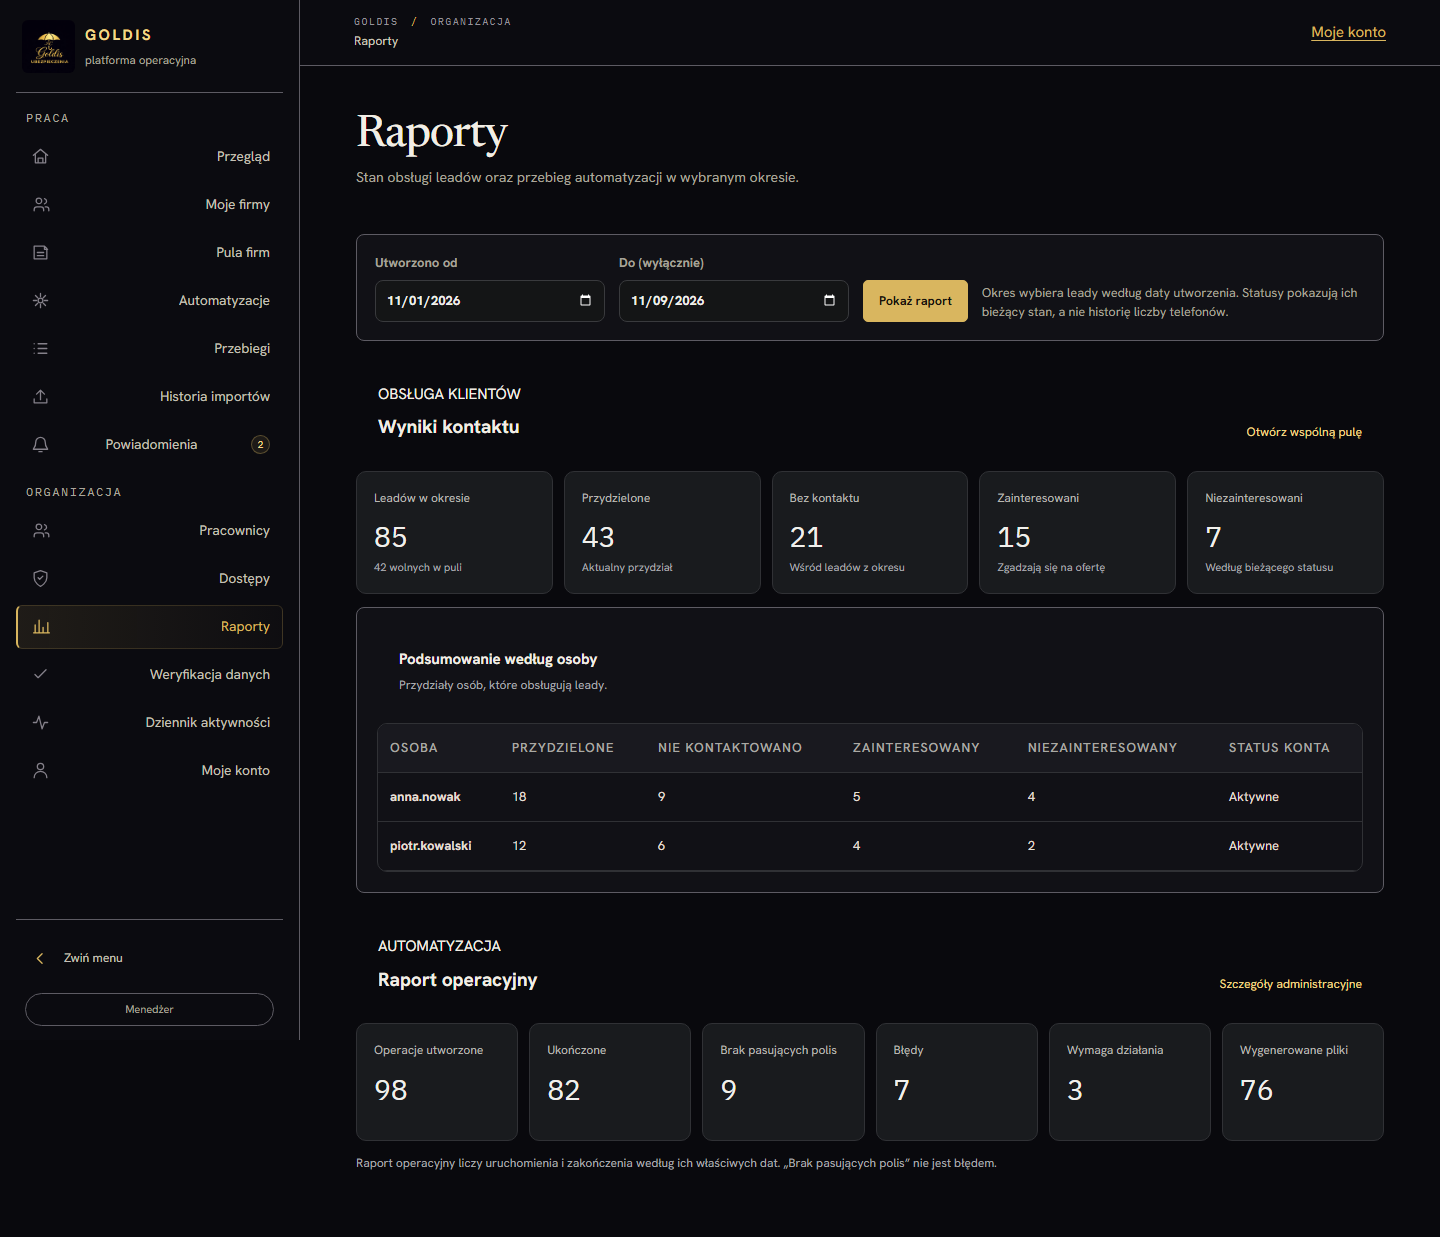 GOLDIS
platforma operacyjna
Goldis
UBEZPIECZENIA
PRACA
Przegląd
Moje firmy
Pula firm
Automatyzacje
Przebiegi
Historia importów
Powiadomienia 2
ORGANIZACJA
Pracownicy
Dostępy
Raporty
Weryfikacja danych
Dziennik aktywności
Moje konto
Zwiń menu
Menedżer
GOLDIS / ORGANIZACJA
Raporty
Moje konto
Raporty
Stan obsługi leadów oraz przebieg automatyzacji w wybranym okresie.
Utworzono od
11/01/2026
Do (wyłącznie)
11/09/2026
Pokaż raport
Okres wybiera leady według daty utworzenia. Statusy pokazują ich
bieżący stan, a nie historię liczby telefonów.
OBSŁUGA KLIENTÓW
Wyniki kontaktu
Otwórz wspólną pulę
Leadów w okresie
85
42 wolnych w puli
Przydzielone
43
Aktualny przydział
Bez kontaktu
21
Wśród leadów z okresu
Zainteresowani
15
Zgadzają się na ofertę
Niezainteresowani
7
Według bieżącego statusu
Podsumowanie według osoby
Przydziały osób, które obsługują leady.
OSOBA PRZYDZIELONE NIE KONTAKTOWANO ZAINTERESOWANY NIEZAINTERESOWANY STATUS KONTA
anna.nowak 18 9 5 4 Aktywne
piotr.kowalski 12 6 4 2 Aktywne
AUTOMATYZACJA
Raport operacyjny
Szczegóły administracyjne
Operacje utworzone
98
Ukończone
82
Brak pasujących polis
9
Błędy
7
Wymaga działania
3
Wygenerowane pliki
76
Raport operacyjny liczy uruchomienia i zakończenia według ich właściwych dat. „Brak pasujących polis” nie jest błędem.